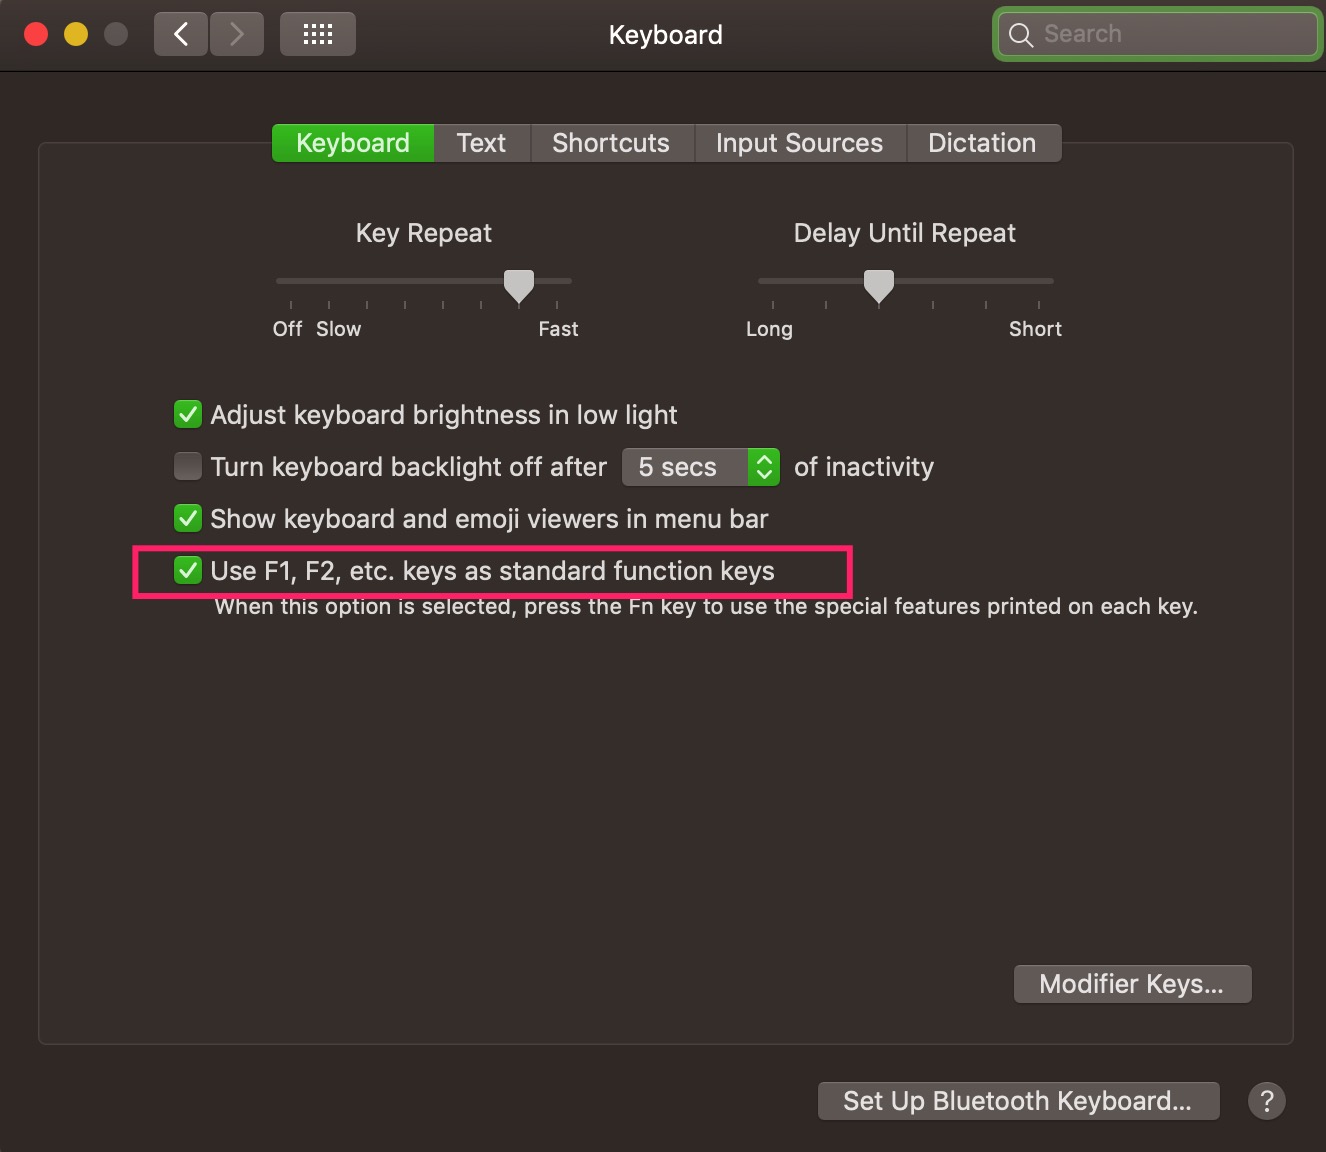 Keyboard
Search
Keyboard Text Shortcuts Input Sources Dictation
Key Repeat Delay Until Repeat
Off Slow Fast Long Short
Adjust keyboard brightness in low light
Turn keyboard backlight off after 5 secs of inactivity
Show keyboard and emoji viewers in menu bar
Use F1, F2, etc. keys as standard function keys
When this option is selected, press the Fn key to use the special features printed on each key.
Modifier Keys...
Set Up Bluetooth Keyboard... ?